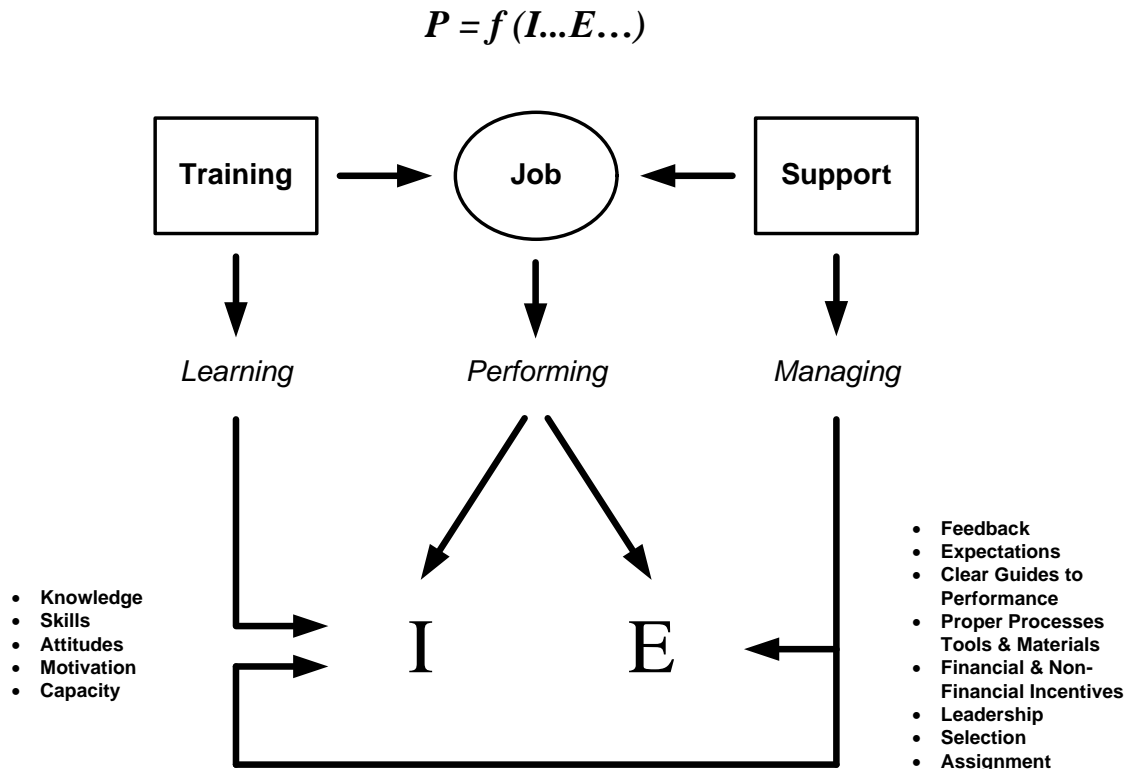 P = f (I...E…)
Training
Job
Support
Learning
Performing
Managing
• Knowledge
• Skills
• Attitudes
• Motivation
• Capacity
I
E
• Feedback
• Expectations
• Clear Guides to
Performance
• Proper Processes
Tools & Materials
• Financial & Non-
Financial Incentives
• Leadership
• Selection
• Assignment